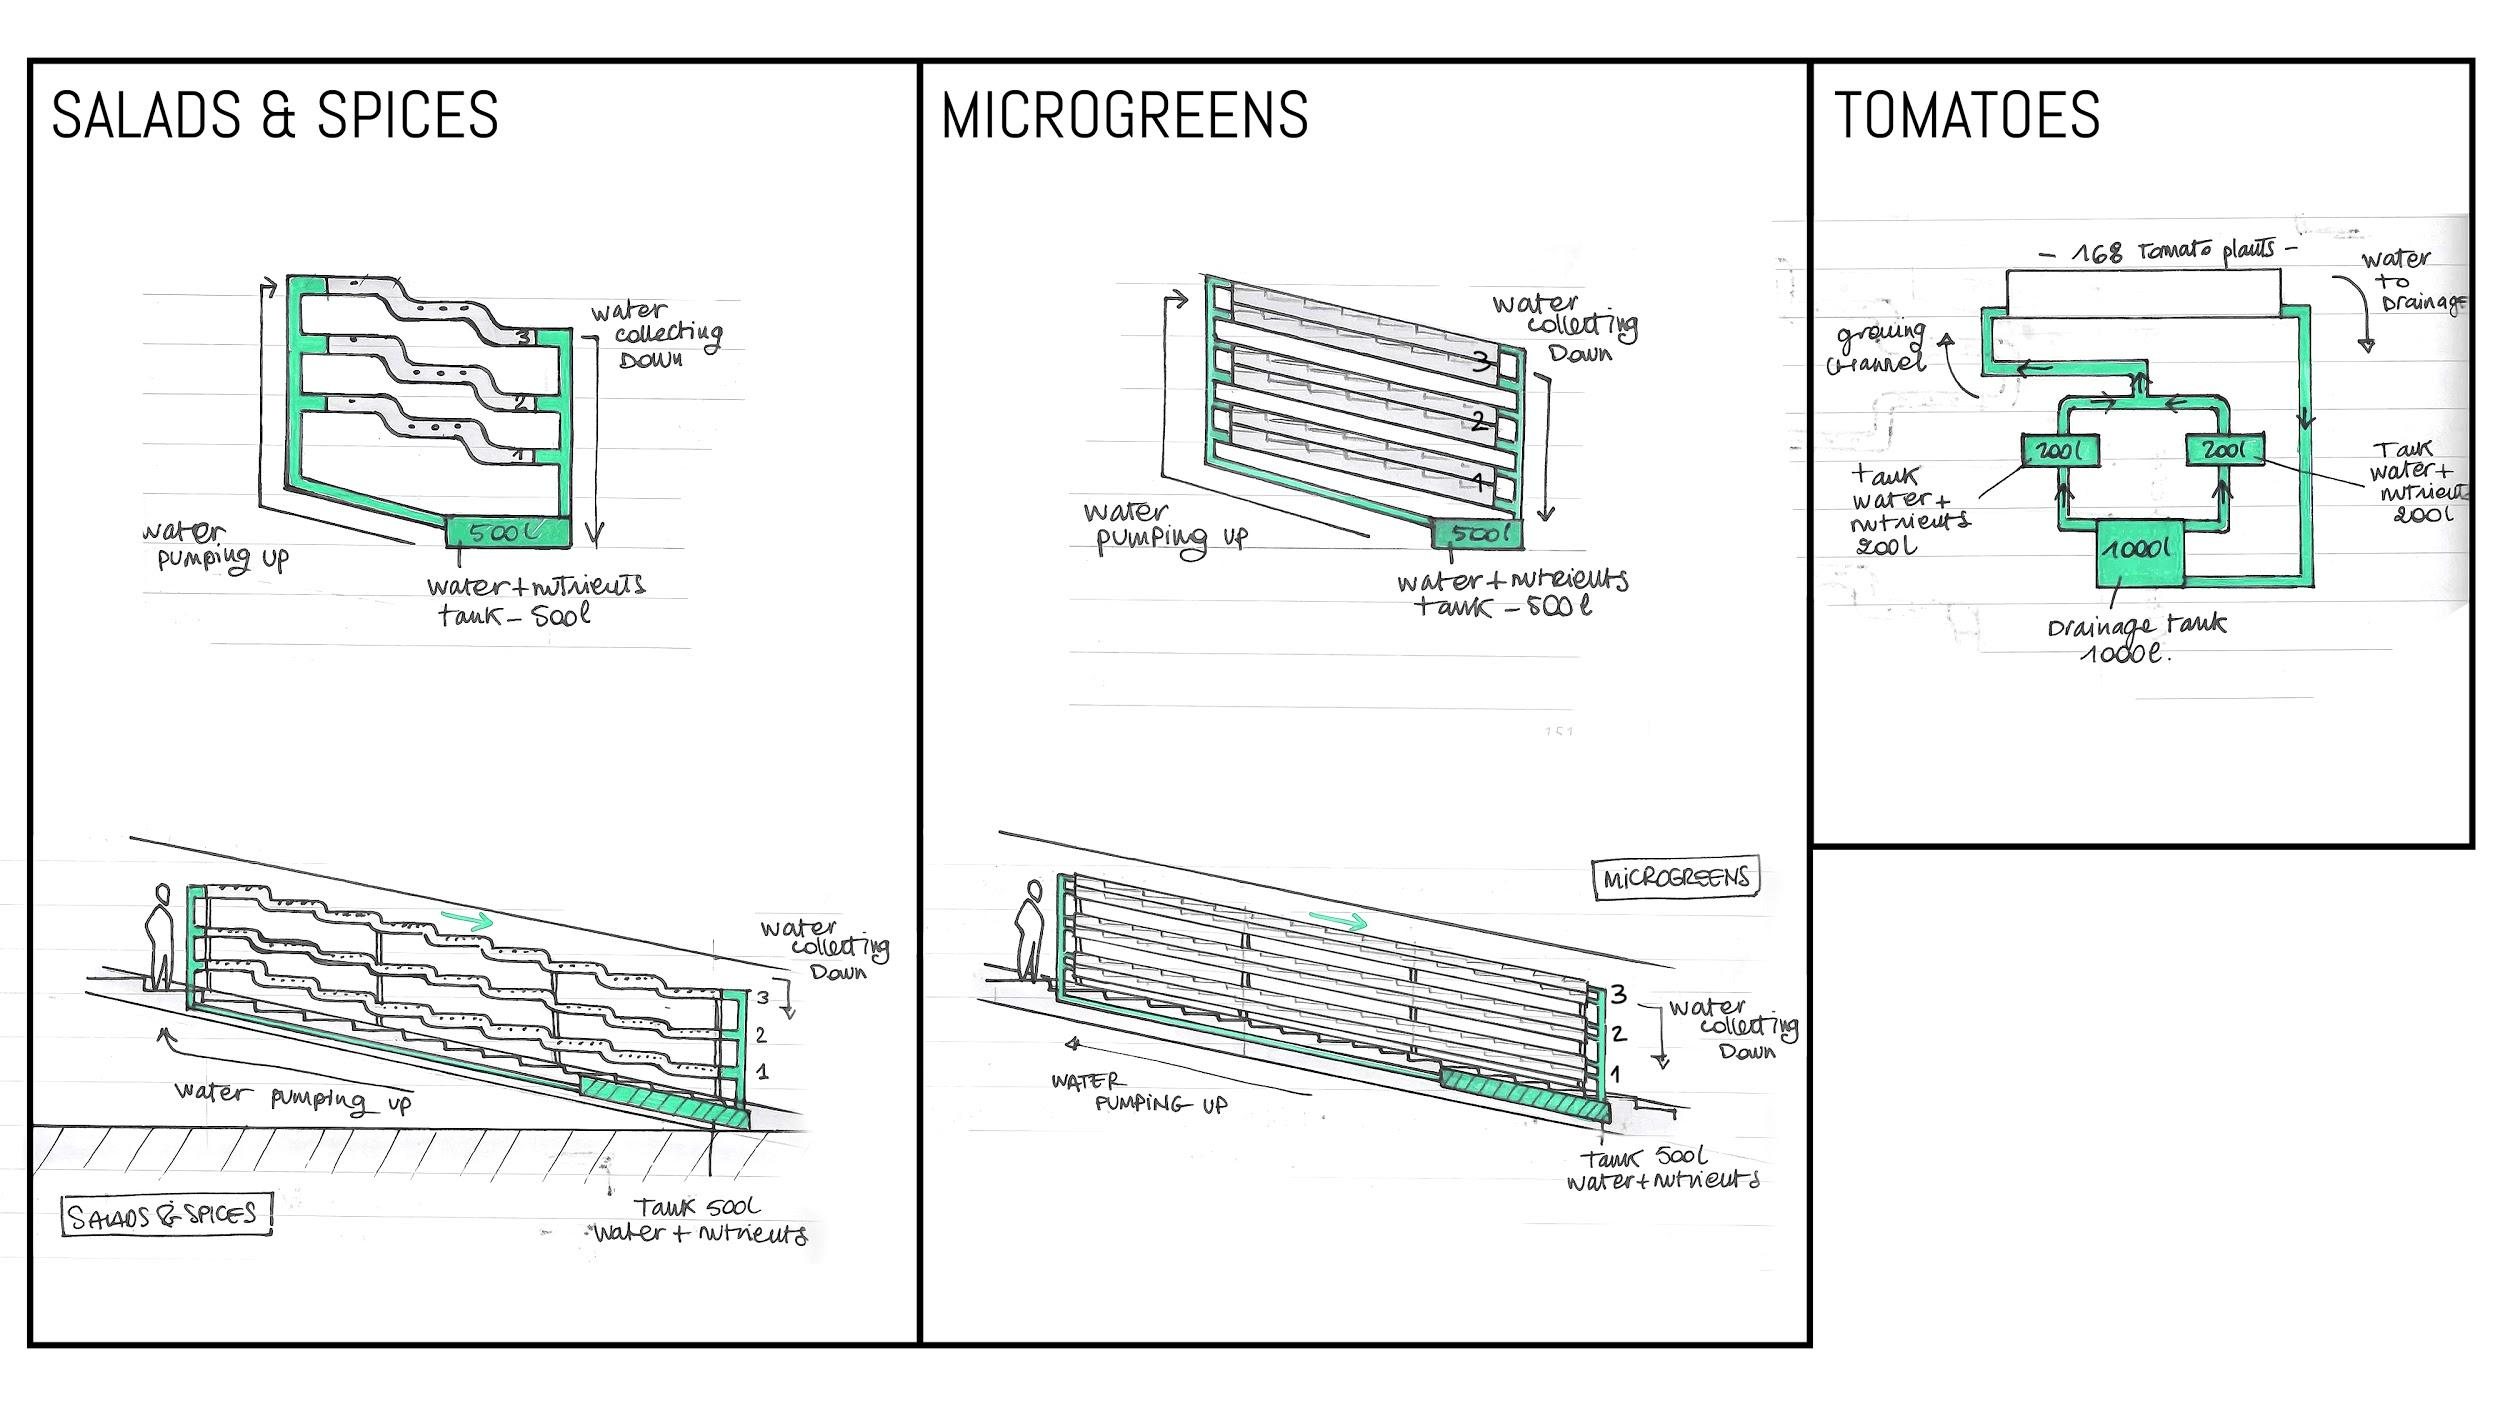 SALADS & SPICES
3
2
1
water
collecting
Down
500l
water
pumping up
water+nutrients
tank - 500l
water
collecting
Down
3
2
1
water pumping up
SALADS & SPICES
Tank 500l
water + nutrients
MICROGREENS
3
2
1
water
collecting
Down
500l
water
pumping up
water+nutrients
tank - 500l
151
MICROGREENS
3
2
1
water
collecting
Down
WATER
PUMPING UP
Tank 500l
water+nutrients
TOMATOES
- 168 Tomato plants -
water
to
Drainage
growing
channel
200l
200l
tank
water +
nutrients
200l
Tank
water +
nutrients
200l
1000l
Drainage tank
1000l.